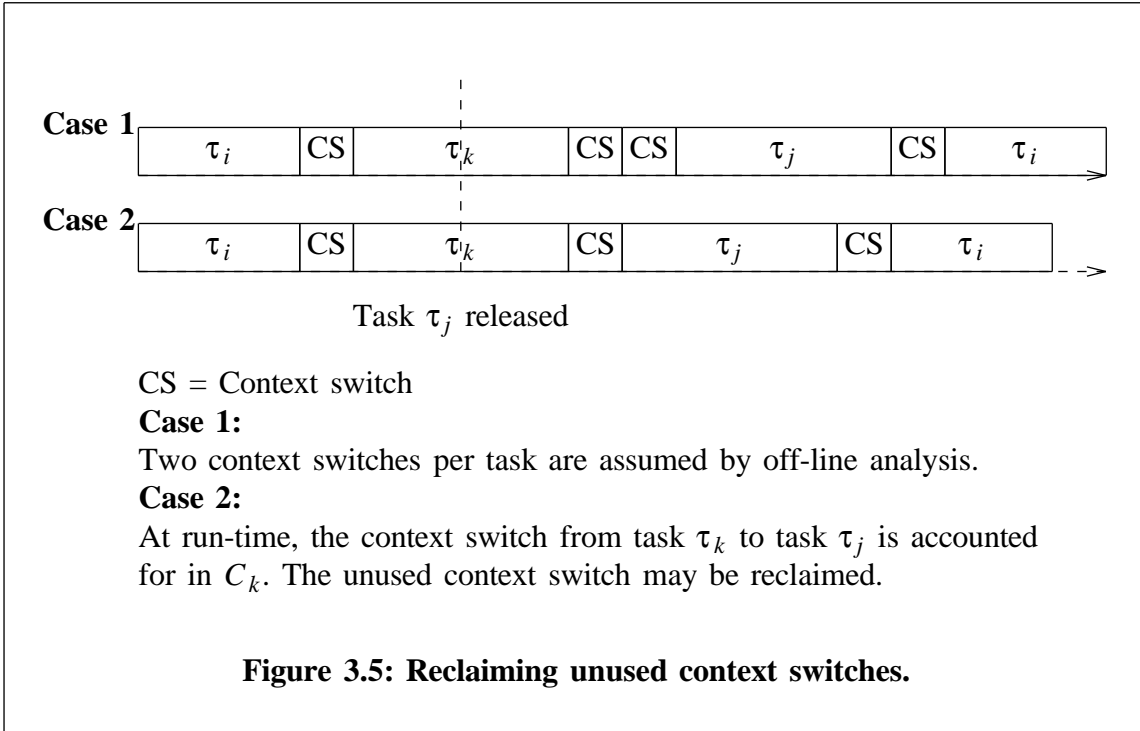 Case 1
τi CS τk CS CS τj CS τi
Case 2
τi CS τk CS τj CS τi
Task τj released
CS = Context switch
Case 1:
Two context switches per task are assumed by off-line analysis.
Case 2:
At run-time, the context switch from task τk to task τj is accounted
for in Ck. The unused context switch may be reclaimed.
Figure 3.5: Reclaiming unused context switches.